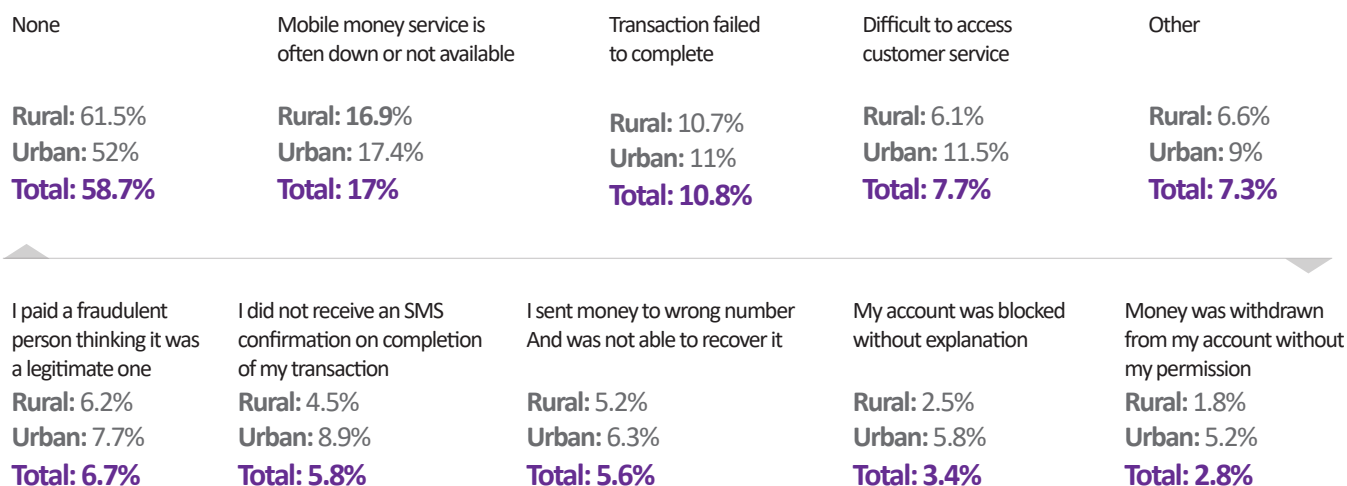 None
Rural: 61.5%
Urban: 52%
Total: 58.7%
Mobile money service is
often down or not available
Rural: 16.9%
Urban: 17.4%
Total: 17%
Transaction failed
to complete
Rural: 10.7%
Urban: 11%
Total: 10.8%
Difficult to access
customer service
Rural: 6.1%
Urban: 11.5%
Total: 7.7%
Other
Rural: 6.6%
Urban: 9%
Total: 7.3%
I paid a fraudulent
person thinking it was
a legitimate one
Rural: 6.2%
Urban: 7.7%
Total: 6.7%
I did not receive an SMS
confirmation on completion
of my transaction
Rural: 4.5%
Urban: 8.9%
Total: 5.8%
I sent money to wrong number
And was not able to recover it
Rural: 5.2%
Urban: 6.3%
Total: 5.6%
My account was blocked
without explanation
Rural: 2.5%
Urban: 5.8%
Total: 3.4%
Money was withdrawn
from my account without
my permission
Rural: 1.8%
Urban: 5.2%
Total: 2.8%